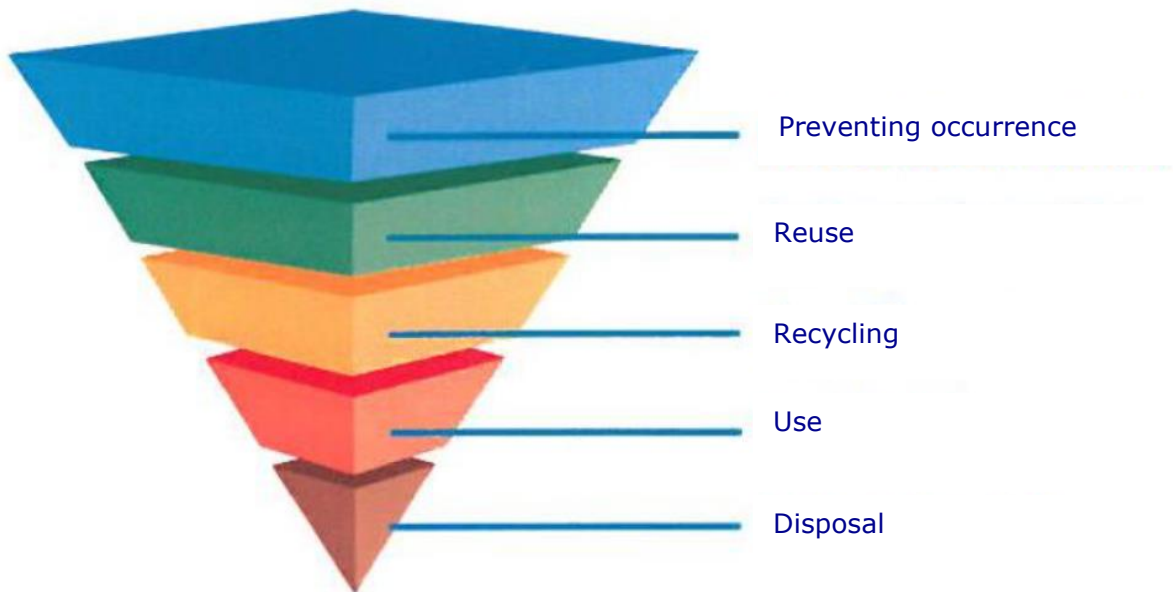 Preventing occurrence
Reuse
Recycling
Use
Disposal